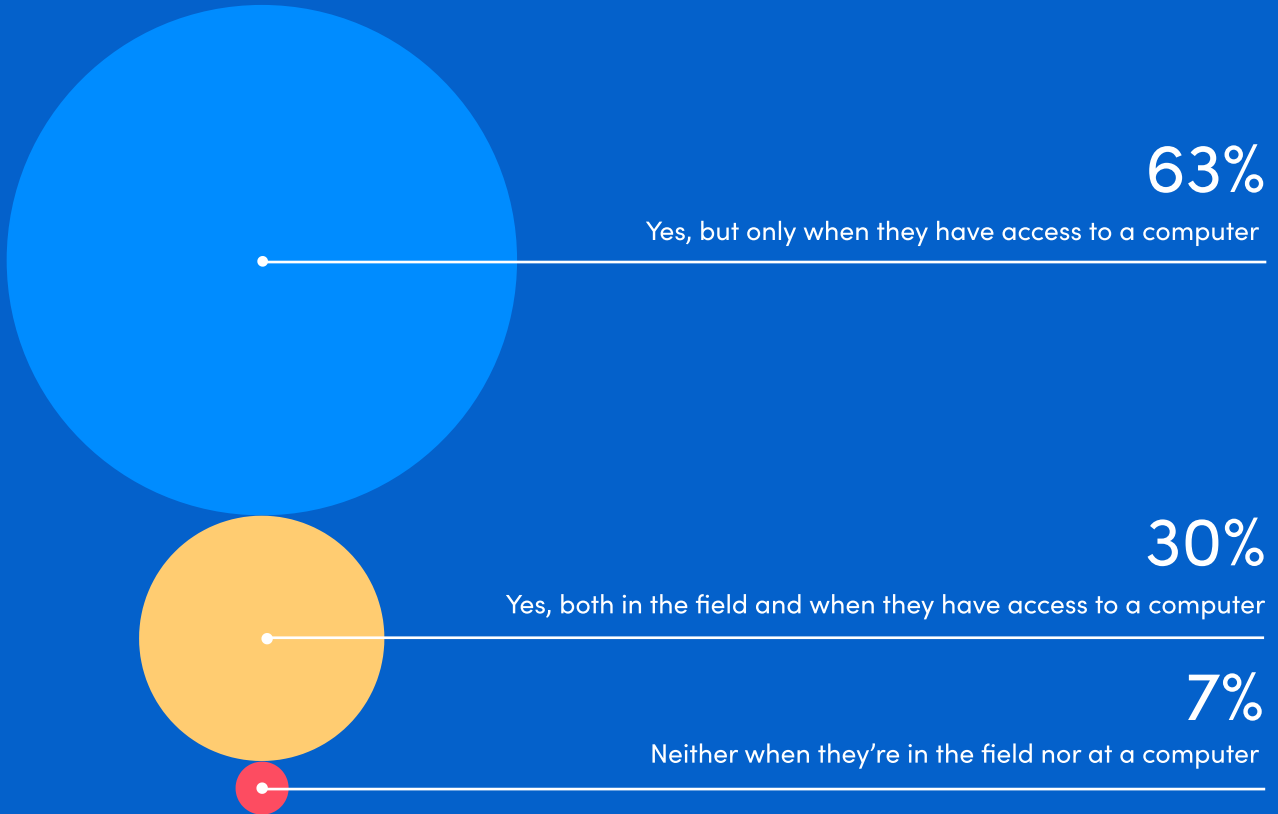 63%
Yes, but only when they have access to a computer
30%
Yes, both in the field and when they have access to a computer
7%
Neither when they’re in the field nor at a computer